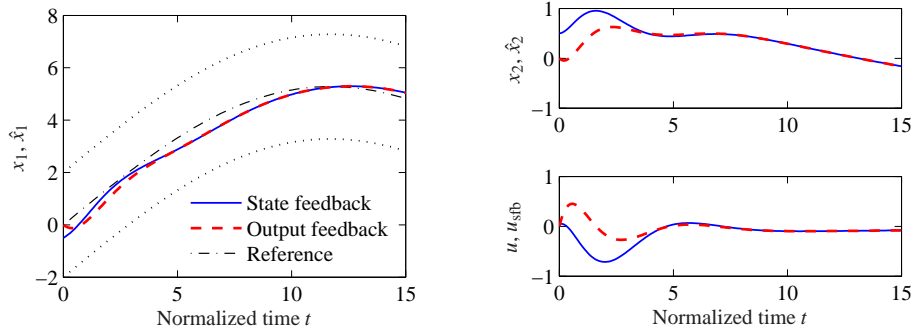 8
6
4
2
0
−2
x₁, x̂₁
State feedback
Output feedback
Reference
0 5 10 15
Normalized time t
1
0
−1
x₂, x̂₂
0 5 10 15
1
0
−1
u, u_sfb
0 5 10 15
Normalized time t